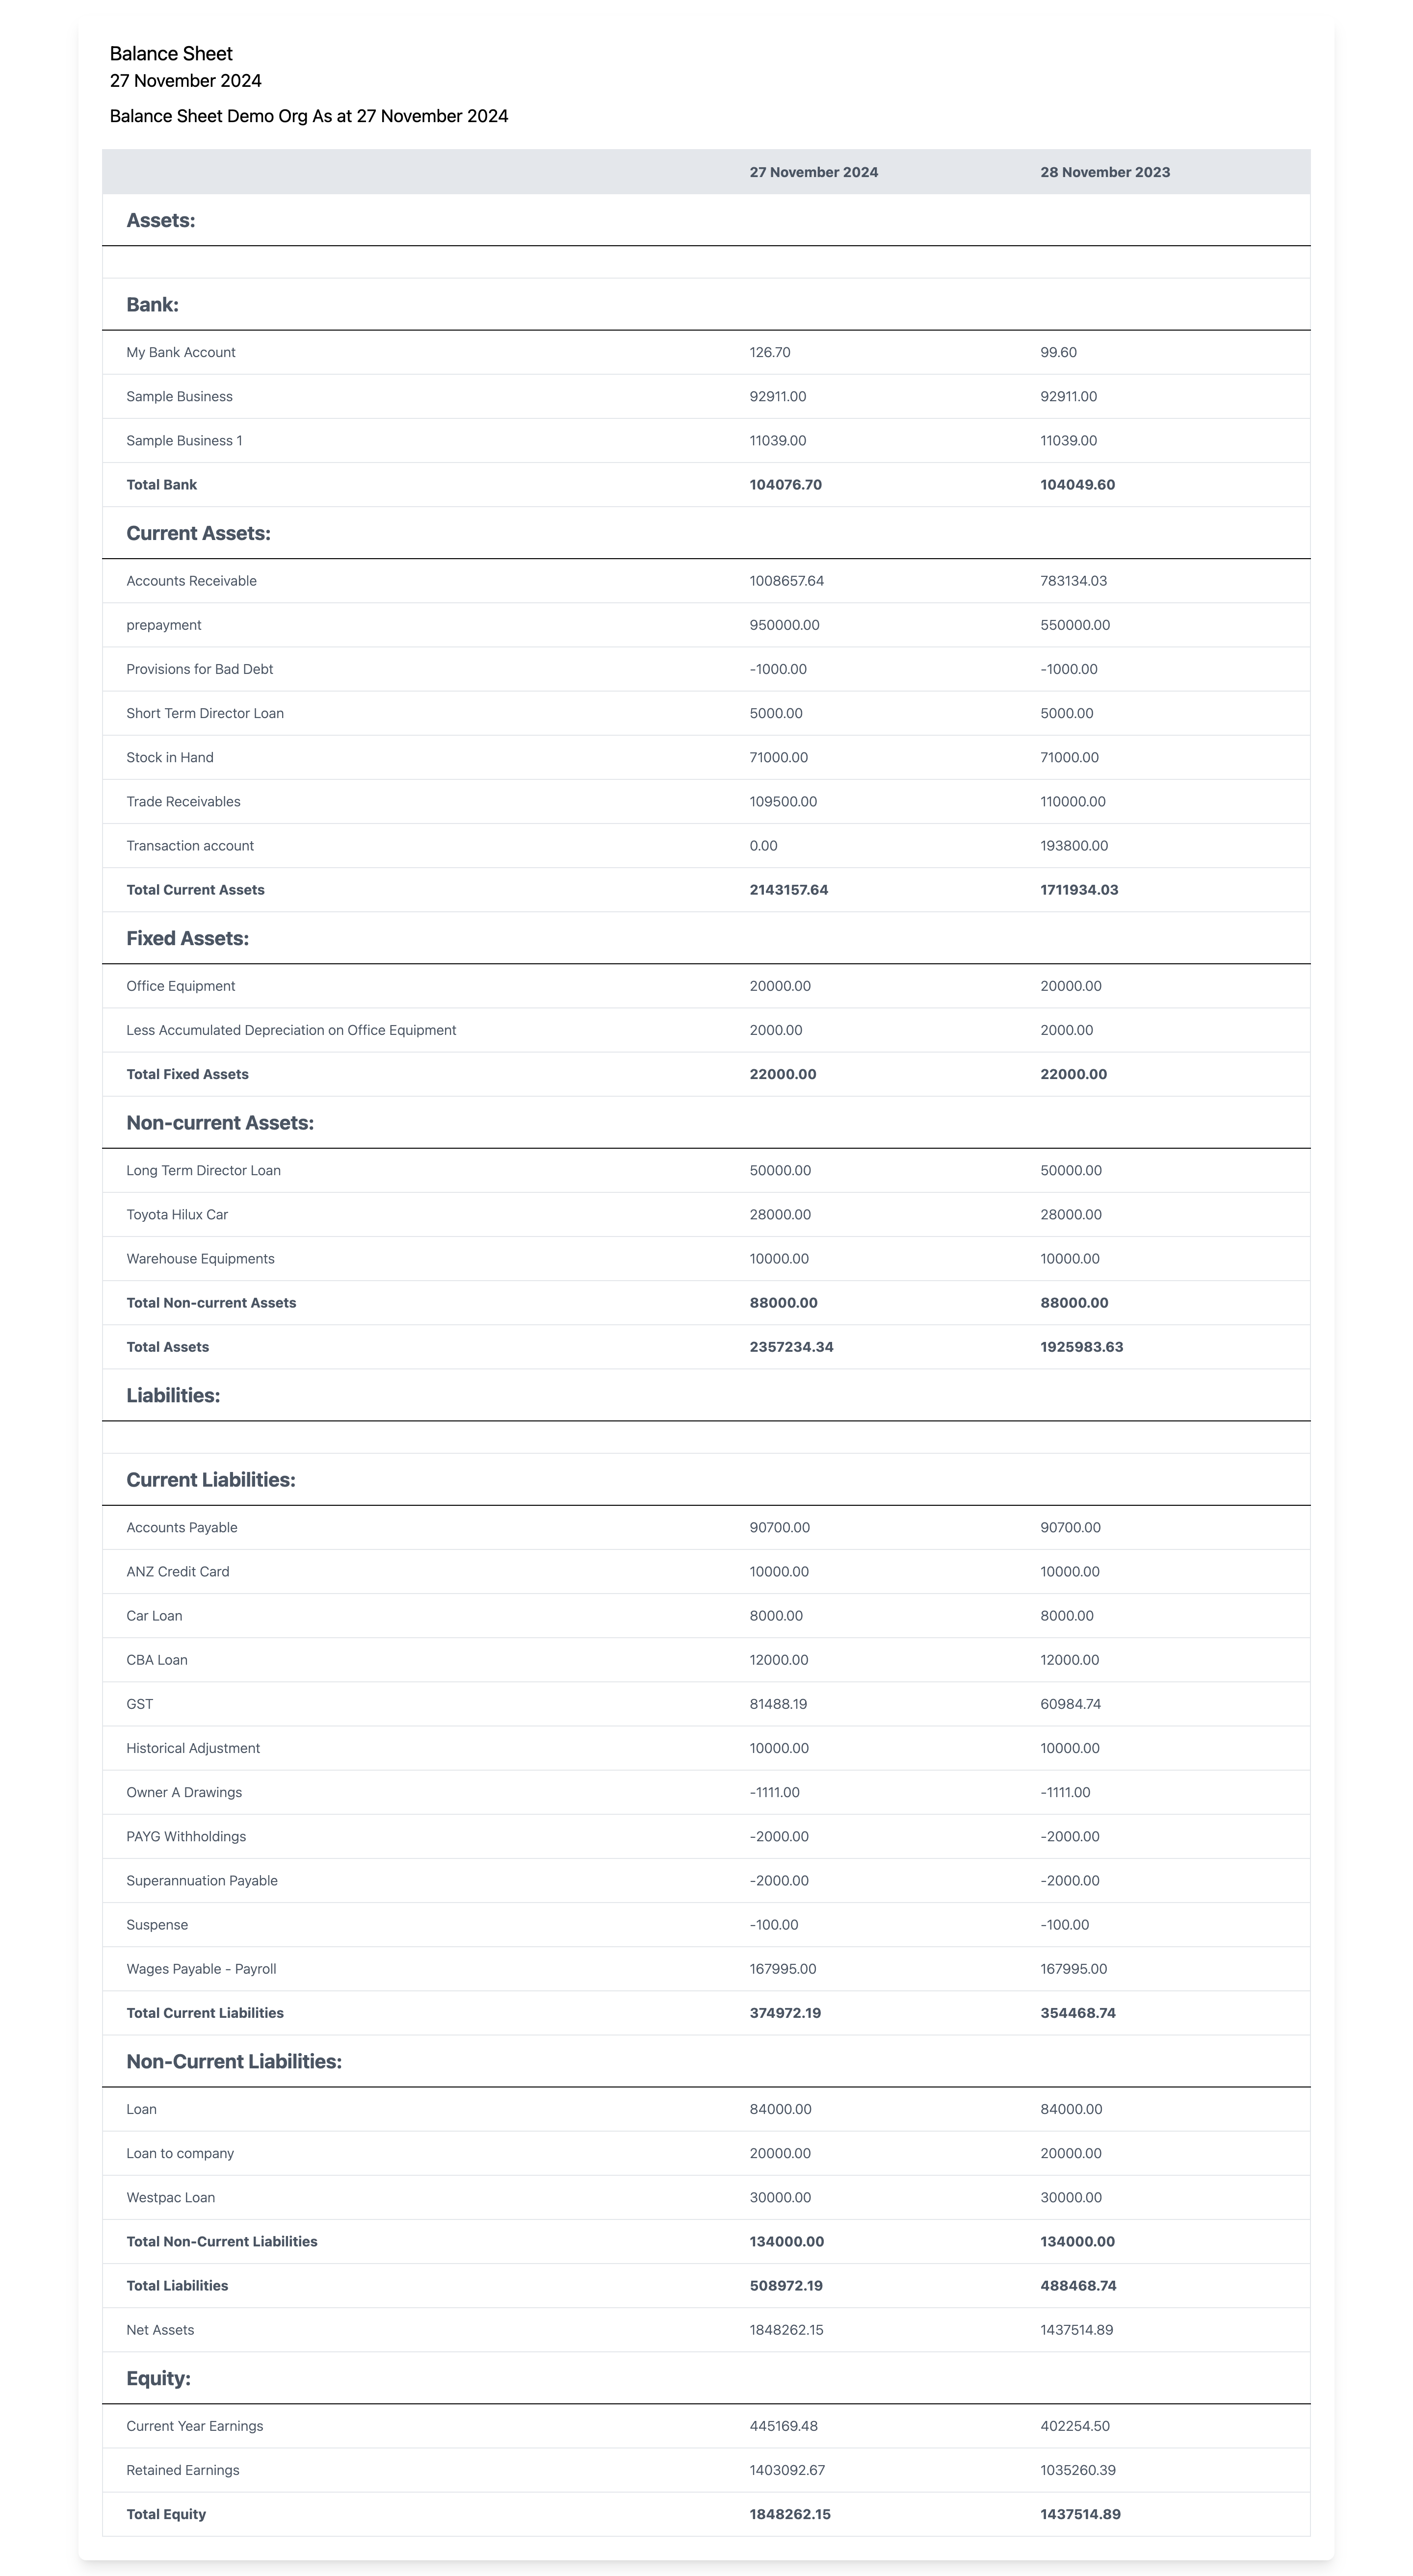 Balance Sheet
27 November 2024
Balance Sheet Demo Org As at 27 November 2024
27 November 2024 28 November 2023
Assets:
Bank:
My Bank Account 126.70 99.60
Sample Business 92911.00 92911.00
Sample Business 1 11039.00 11039.00
Total Bank 104076.70 104049.60
Current Assets:
Accounts Receivable 1008657.64 783134.03
prepayment 950000.00 550000.00
Provisions for Bad Debt -1000.00 -1000.00
Short Term Director Loan 5000.00 5000.00
Stock in Hand 71000.00 71000.00
Trade Receivables 109500.00 110000.00
Transaction account 0.00 193800.00
Total Current Assets 2143157.64 1711934.03
Fixed Assets:
Office Equipment 20000.00 20000.00
Less Accumulated Depreciation on Office Equipment 2000.00 2000.00
Total Fixed Assets 22000.00 22000.00
Non-current Assets:
Long Term Director Loan 50000.00 50000.00
Toyota Hilux Car 28000.00 28000.00
Warehouse Equipments 10000.00 10000.00
Total Non-current Assets 88000.00 88000.00
Total Assets 2357234.34 1925983.63
Liabilities:
Current Liabilities:
Accounts Payable 90700.00 90700.00
ANZ Credit Card 10000.00 10000.00
Car Loan 8000.00 8000.00
CBA Loan 12000.00 12000.00
GST 81488.19 60984.74
Historical Adjustment 10000.00 10000.00
Owner A Drawings -1111.00 -1111.00
PAYG Withholdings -2000.00 -2000.00
Superannuation Payable -2000.00 -2000.00
Suspense -100.00 -100.00
Wages Payable - Payroll 167995.00 167995.00
Total Current Liabilities 374972.19 354468.74
Non-Current Liabilities:
Loan 84000.00 84000.00
Loan to company 20000.00 20000.00
Westpac Loan 30000.00 30000.00
Total Non-Current Liabilities 134000.00 134000.00
Total Liabilities 508972.19 488468.74
Net Assets 1848262.15 1437514.89
Equity:
Current Year Earnings 445169.48 402254.50
Retained Earnings 1403092.67 1035260.39
Total Equity 1848262.15 1437514.89